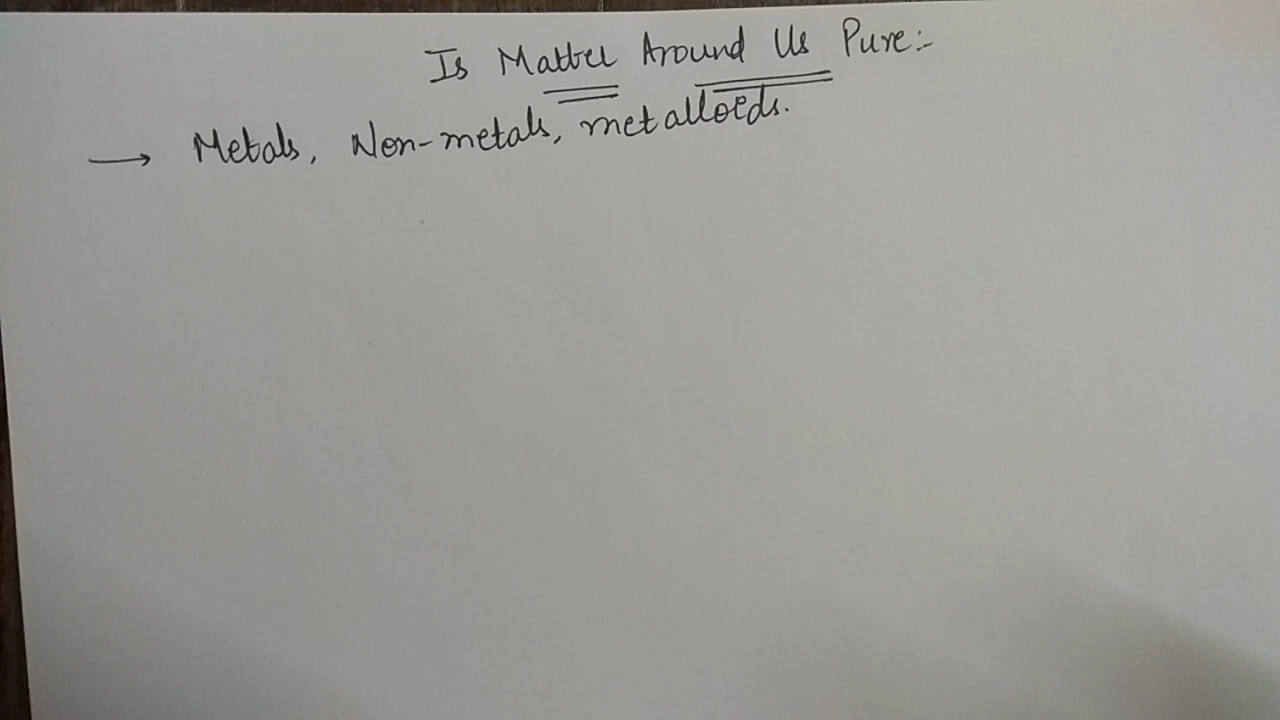 Is Matter Around Us Pure:-
→ Metals, Non-metals, metalloids.